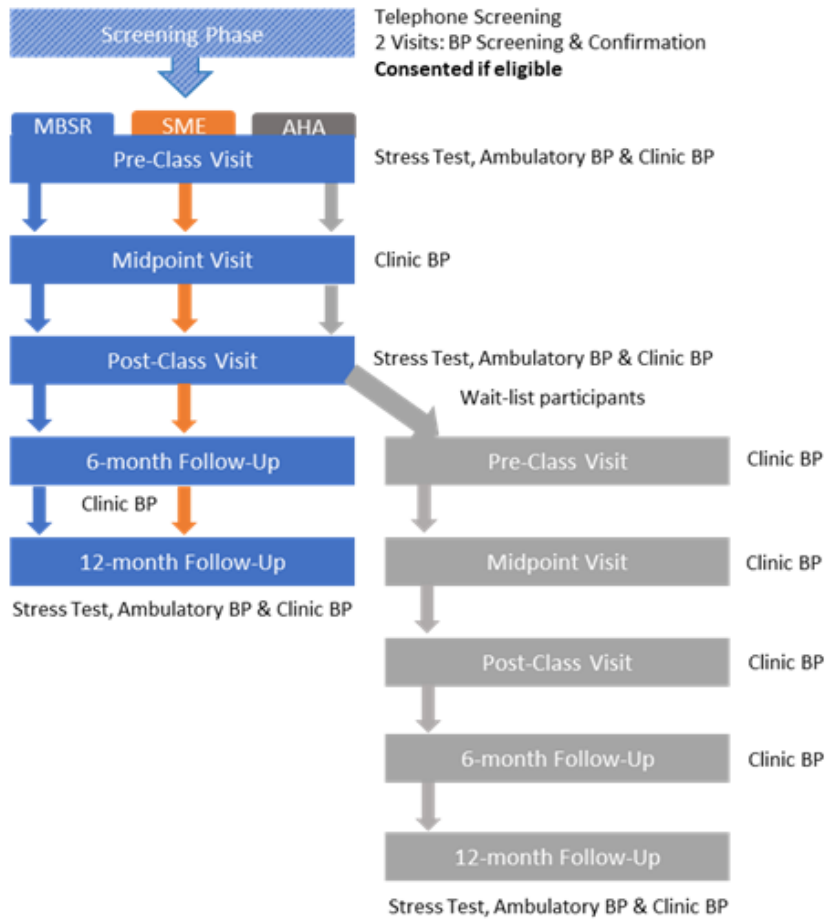 Screening Phase
Telephone Screening
2 Visits: BP Screening & Confirmation
Consented if eligible
MBSR
SME
AHA
Pre-Class Visit
Stress Test, Ambulatory BP & Clinic BP
Midpoint Visit
Clinic BP
Post-Class Visit
Stress Test, Ambulatory BP & Clinic BP
Wait-list participants
6-month Follow-Up
Clinic BP
12-month Follow-Up
Stress Test, Ambulatory BP & Clinic BP
Pre-Class Visit
Clinic BP
Midpoint Visit
Clinic BP
Post-Class Visit
Clinic BP
6-month Follow-Up
Clinic BP
12-month Follow-Up
Stress Test, Ambulatory BP & Clinic BP